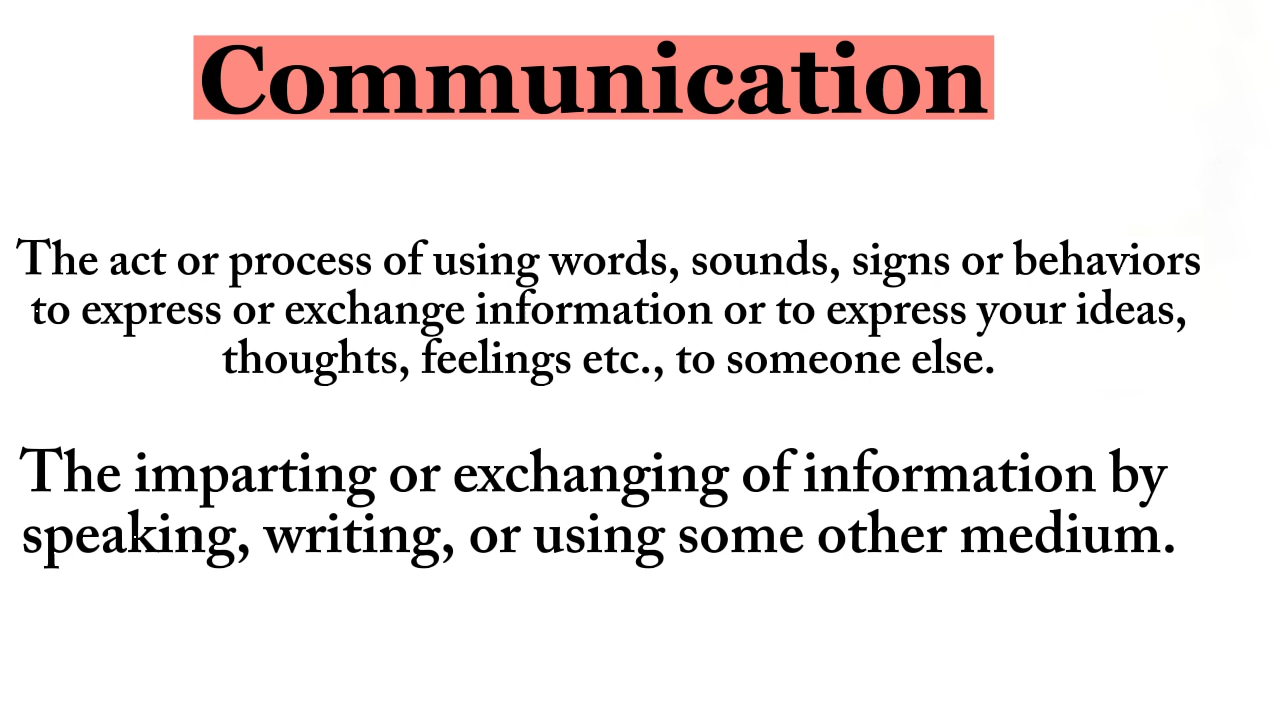 Communication
The act or process of using words, sounds, signs or behaviors
to express or exchange information or to express your ideas,
thoughts, feelings etc., to someone else.
The imparting or exchanging of information by
speaking, writing, or using some other medium.